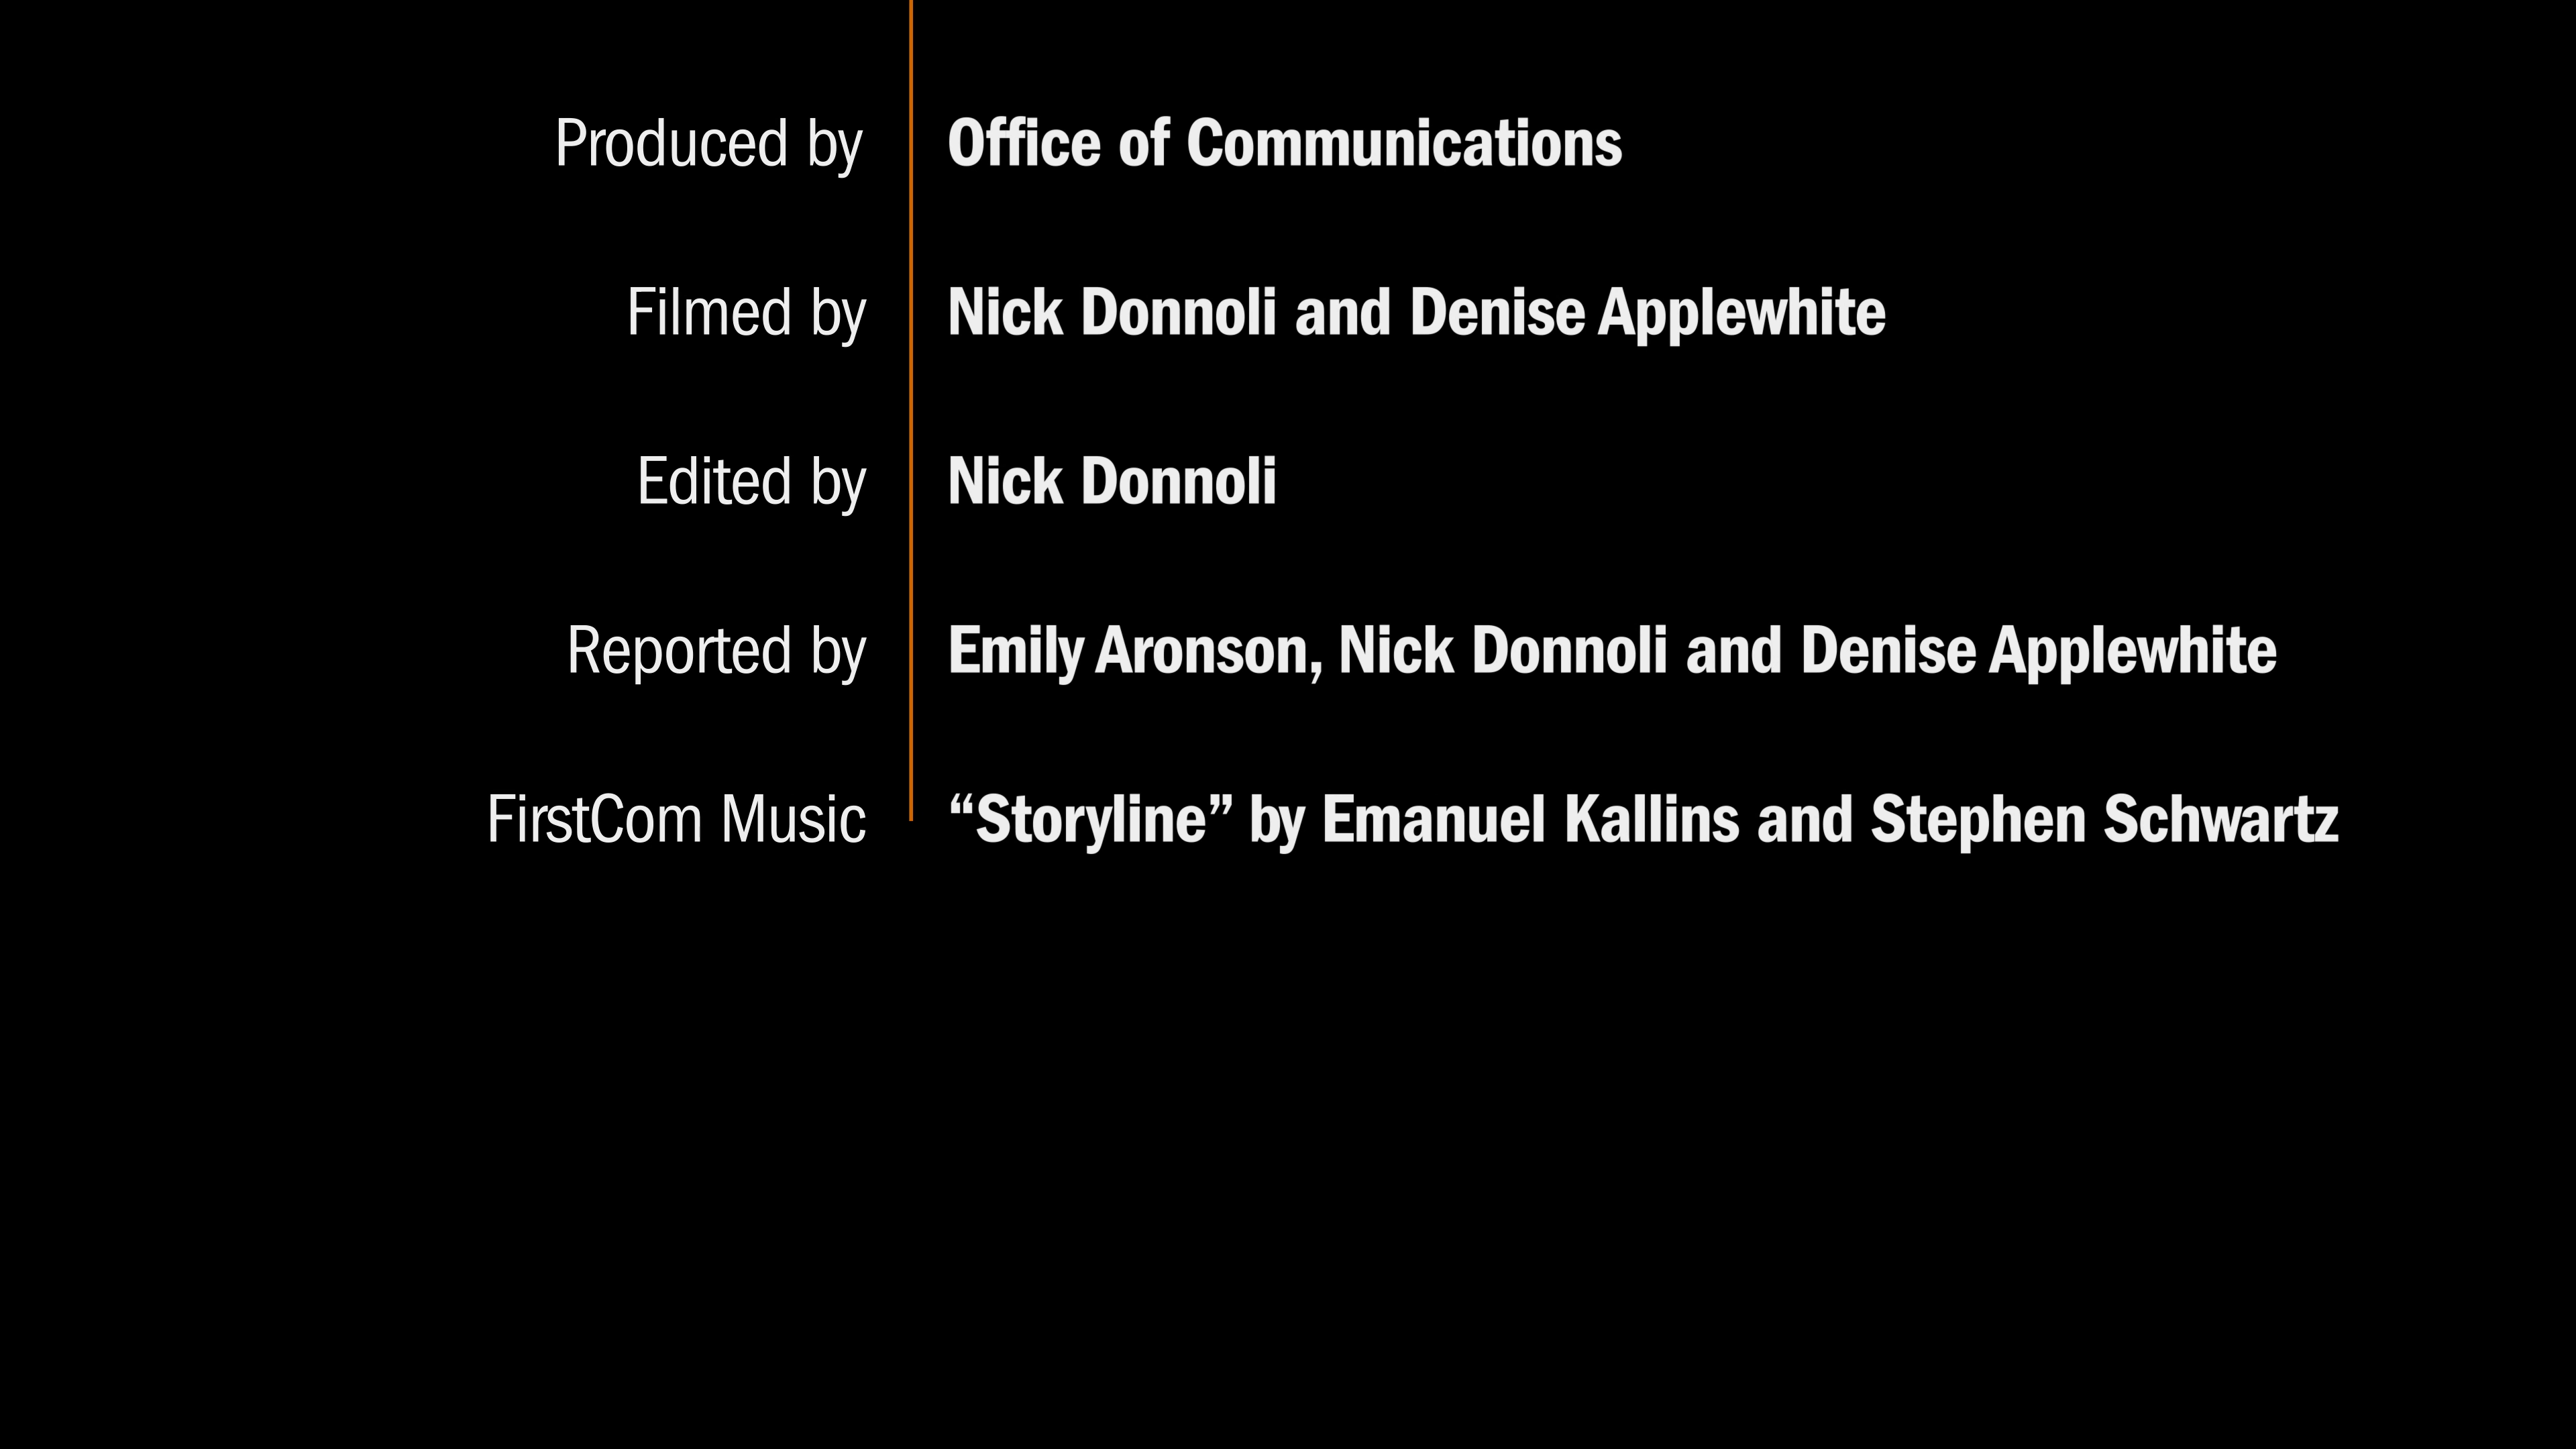 Produced by Office of Communications
Filmed by Nick Donnoli and Denise Applewhite
Edited by Nick Donnoli
Reported by Emily Aronson, Nick Donnoli and Denise Applewhite
FirstCom Music “Storyline” by Emanuel Kallins and Stephen Schwartz